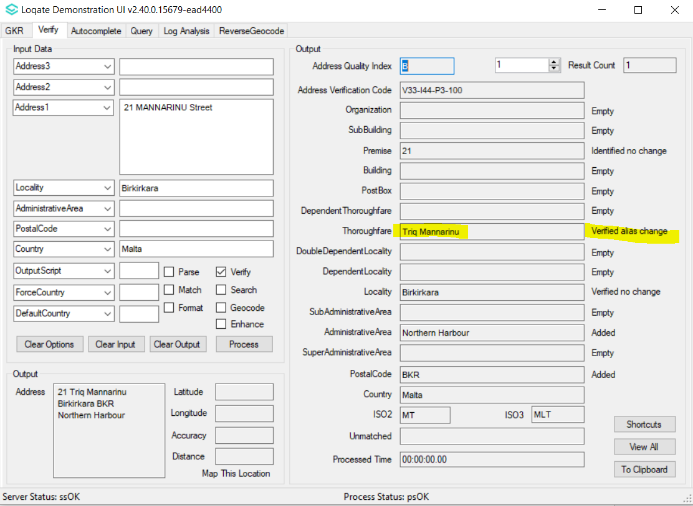 Loqate Demonstration UI v2.40.0.15679-ead4400
GKR Verify Autocomplete Query Log Analysis ReverseGeocode
Input Data
Address3
Address2
Address1 21 MANNARINU Street
Locality Birkirkara
AdministrativeArea
PostalCode
Country Malta
OutputScript Parse Verify
ForceCountry Match Search
DefaultCountry Format Geocode
Enhance
Clear Options Clear Input Clear Output Process
Output
Address 21 Triq Mannarinu
Birkirkara BKR
Northern Harbour
Latitude
Longitude
Accuracy
Distance
Map This Location
Output
Address Quality Index B 1 Result Count 1
Address Verification Code V33-I44-P3-100
Organization Empty
SubBuilding Empty
Premise 21 Identified no change
Building Empty
PostBox Empty
DependentThoroughfare Empty
Thoroughfare Triq Mannarinu Verified alias change
DoubleDependentLocality Empty
DependentLocality Empty
Locality Birkirkara Verified no change
SubAdministrativeArea Empty
AdministrativeArea Northern Harbour Added
SuperAdministrativeArea Empty
PostalCode BKR Added
Country Malta
ISO2 MT ISO3 MLT
Unmatched
Processed Time 00:00:00.00
Shortcuts
View All
To Clipboard
Server Status: ssOK Process Status: psOK